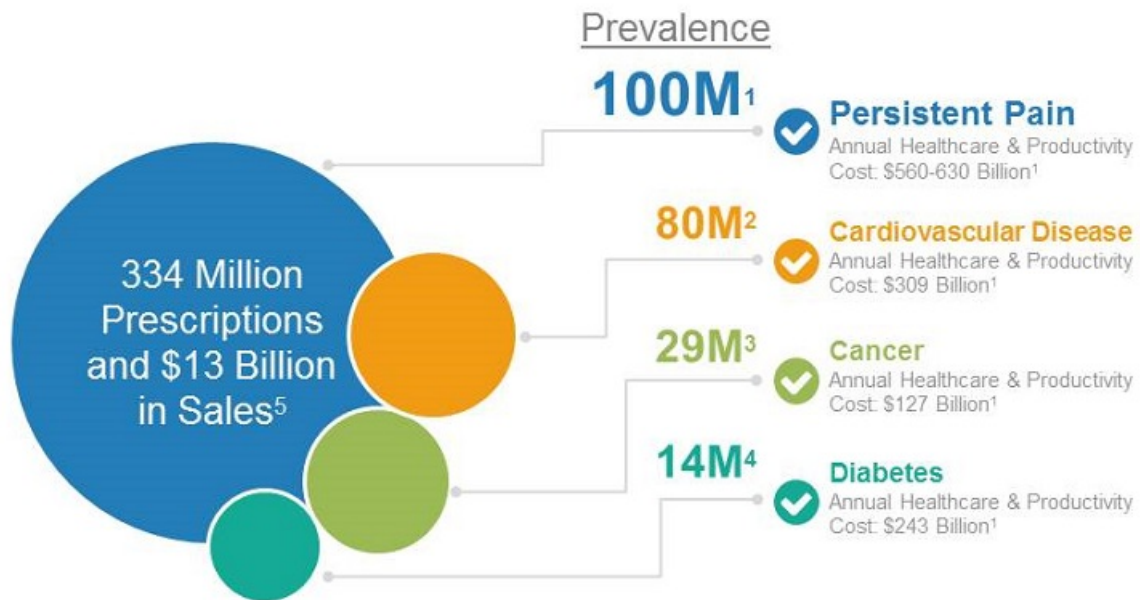 Prevalence
334 Million
Prescriptions
and $13 Billion
in Sales⁵
100M¹
Persistent Pain
Annual Healthcare & Productivity
Cost: $560-630 Billion¹
80M²
Cardiovascular Disease
Annual Healthcare & Productivity
Cost: $309 Billion¹
29M³
Cancer
Annual Healthcare & Productivity
Cost: $127 Billion¹
14M⁴
Diabetes
Annual Healthcare & Productivity
Cost: $243 Billion¹